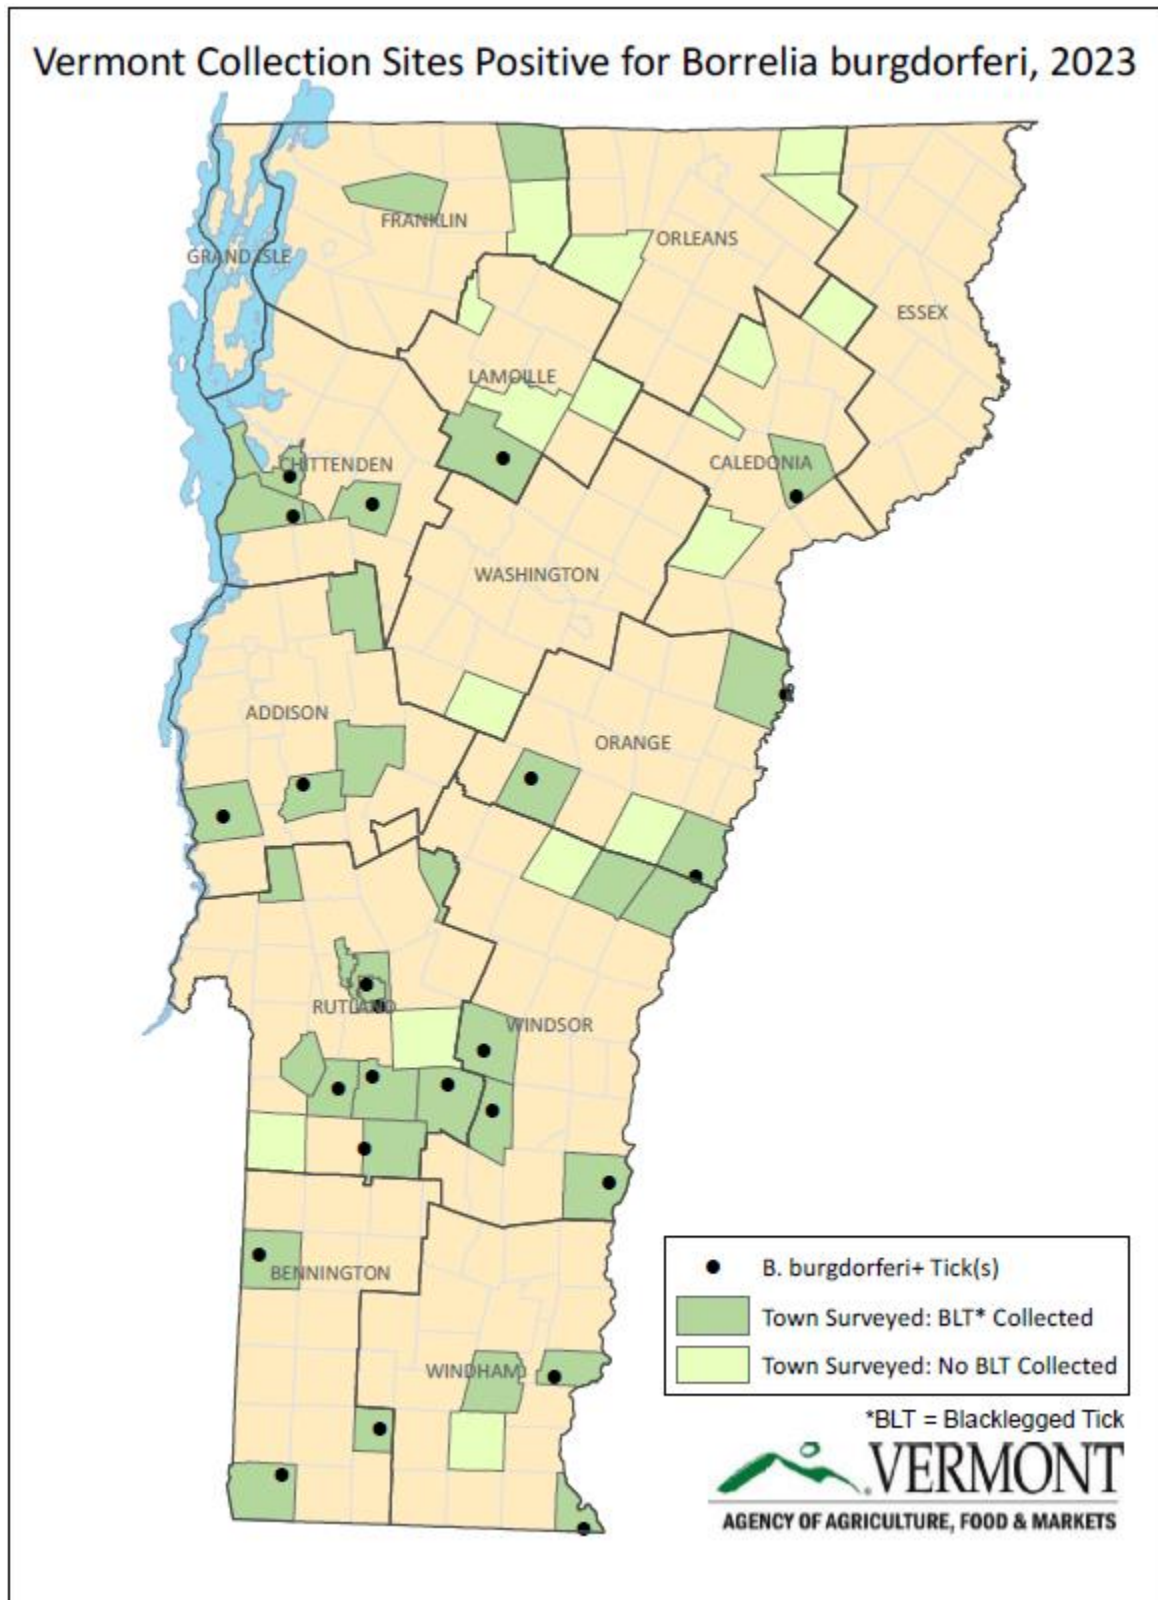 Vermont Collection Sites Positive for Borrelia burgdorferi, 2023
FRANKLIN
ORLEANS
GRAND ISLE
ESSEX
LAMOILLE
CHITTENDEN
CALEDONIA
WASHINGTON
ADDISON
ORANGE
RUTLAND
WINDSOR
BENNINGTON
WINDHAM
B. burgdorferi+ Tick(s)
Town Surveyed: BLT* Collected
Town Surveyed: No BLT Collected
*BLT = Blacklegged Tick
VERMONT
AGENCY OF AGRICULTURE, FOOD & MARKETS